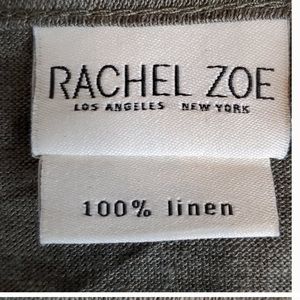 RACHEL ZOE
LOS ANGELES NEW YORK
100% linen